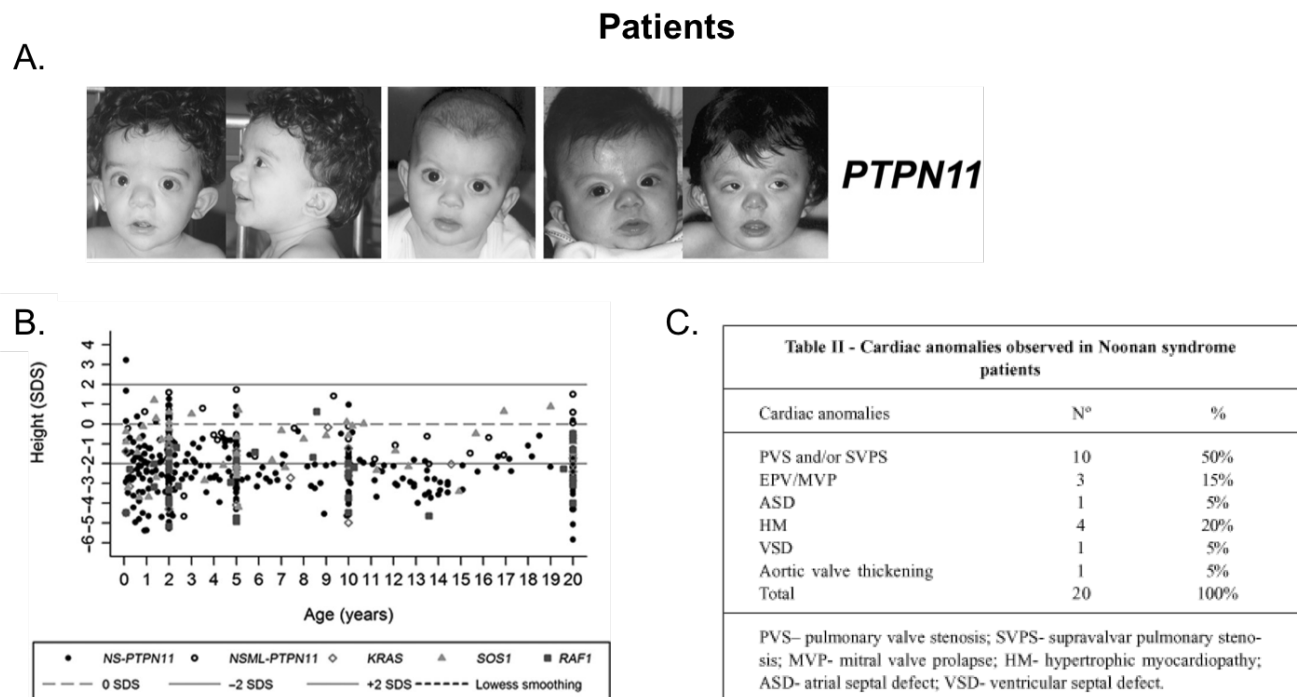 Patients
A.
PTPN11
B.
Height (SDS)
4
3
2
1
0
-1
-2
-3
-4
-5
-6
0 1 2 3 4 5 6 7 8 9 10 11 12 13 14 15 16 17 18 19 20
Age (years)
NS-PTPN11 NSML-PTPN11 KRAS SOS1 RAF1
0 SDS −2 SDS +2 SDS Lowess smoothing
C.
Table II - Cardiac anomalies observed in Noonan syndrome
patients
Cardiac anomalies Nº %
PVS and/or SVPS 10 50%
EPV/MVP 3 15%
ASD 1 5%
HM 4 20%
VSD 1 5%
Aortic valve thickening 1 5%
Total 20 100%
PVS– pulmonary valve stenosis; SVPS- supravalvar pulmonary steno-
sis; MVP- mitral valve prolapse; HM- hypertrophic myocardiopathy;
ASD- atrial septal defect; VSD- ventricular septal defect.